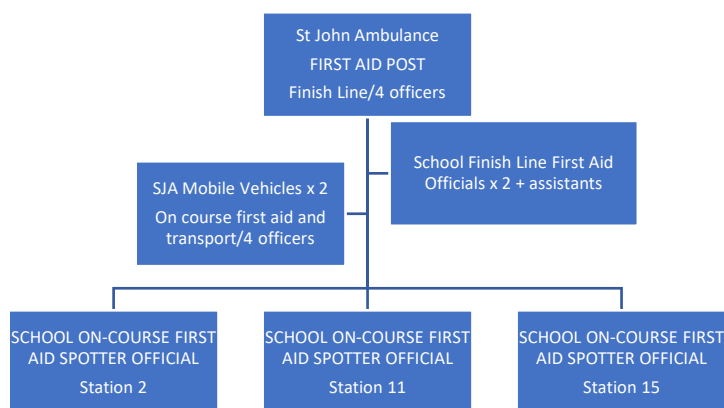 St John Ambulance
FIRST AID POST
Finish Line/4 officers
School Finish Line First Aid
Officials x 2 + assistants
SJA Mobile Vehicles x 2
On course first aid and
transport/4 officers
SCHOOL ON-COURSE FIRST
AID SPOTTER OFFICIAL
Station 2
SCHOOL ON-COURSE FIRST
AID SPOTTER OFFICIAL
Station 11
SCHOOL ON-COURSE FIRST
AID SPOTTER OFFICIAL
Station 15